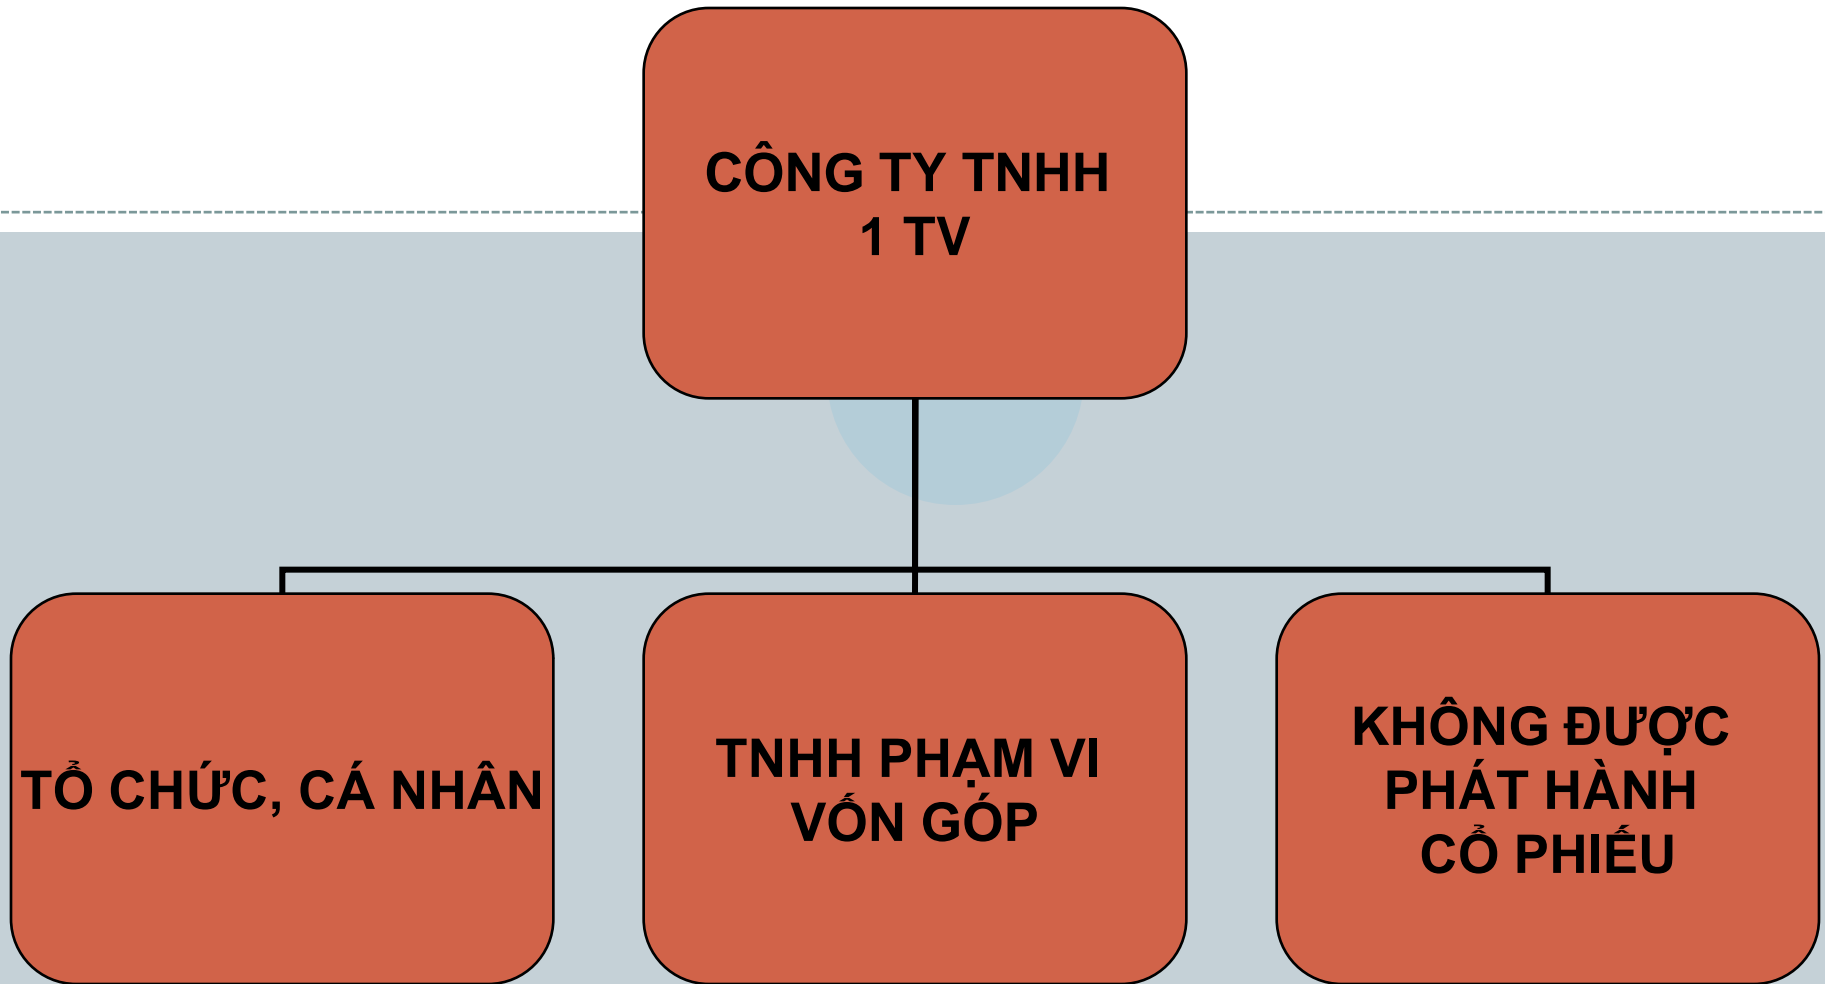 CÔNG TY TNHH
1 TV
TỔ CHỨC, CÁ NHÂN
TNHH PHẠM VI
VỐN GÓP
KHÔNG ĐƯỢC
PHÁT HÀNH
CỔ PHIẾU